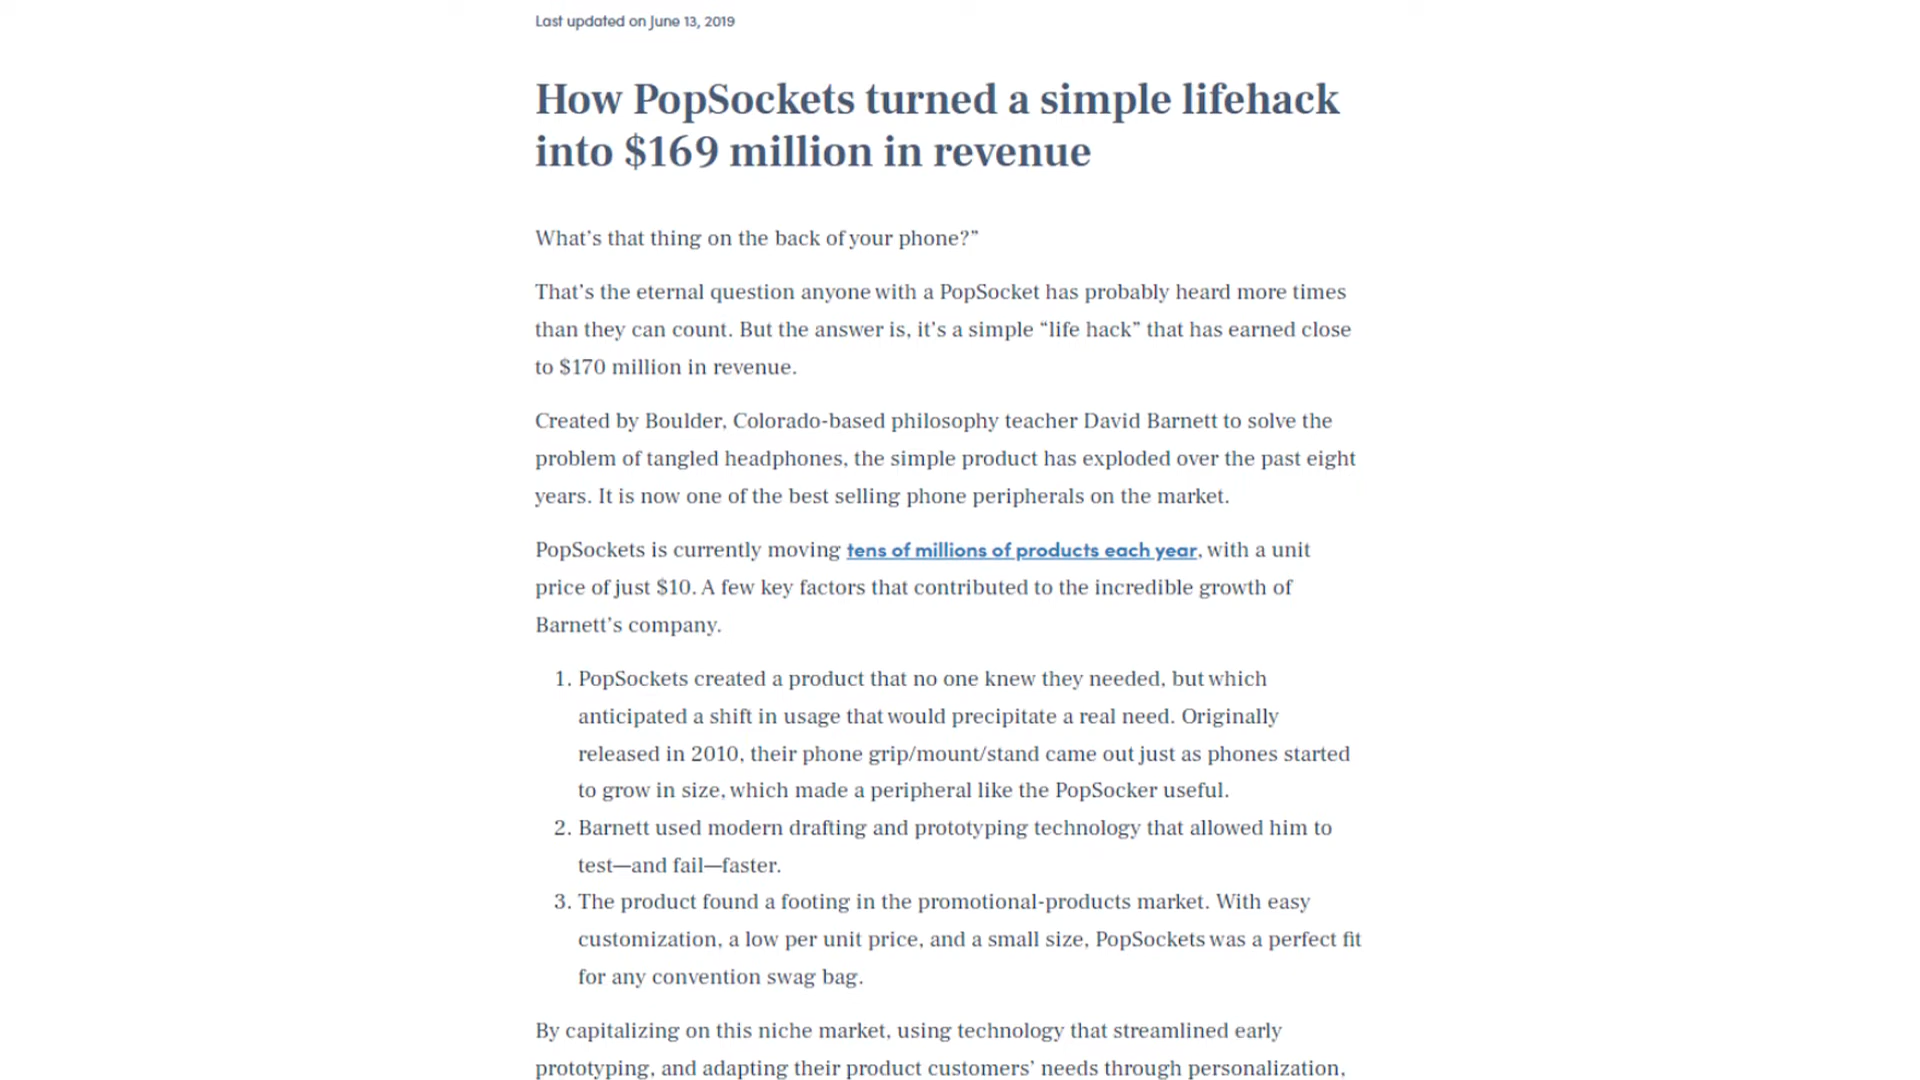 Last updated on June 13, 2019
How PopSockets turned a simple lifehack
into $169 million in revenue
What’s that thing on the back of your phone?”
That’s the eternal question anyone with a PopSocket has probably heard more times
than they can count. But the answer is, it’s a simple “life hack” that has earned close
to $170 million in revenue.
Created by Boulder, Colorado-based philosophy teacher David Barnett to solve the
problem of tangled headphones, the simple product has exploded over the past eight
years. It is now one of the best selling phone peripherals on the market.
PopSockets is currently moving tens of millions of products each year, with a unit
price of just $10. A few key factors that contributed to the incredible growth of
Barnett’s company.
1. PopSockets created a product that no one knew they needed, but which
anticipated a shift in usage that would precipitate a real need. Originally
released in 2010, their phone grip/mount/stand came out just as phones started
to grow in size, which made a peripheral like the PopSocker useful.
2. Barnett used modern drafting and prototyping technology that allowed him to
test—and fail—faster.
3. The product found a footing in the promotional-products market. With easy
customization, a low per unit price, and a small size, PopSockets was a perfect fit
for any convention swag bag.
By capitalizing on this niche market, using technology that streamlined early
prototyping, and adapting their product customers’ needs through personalization,